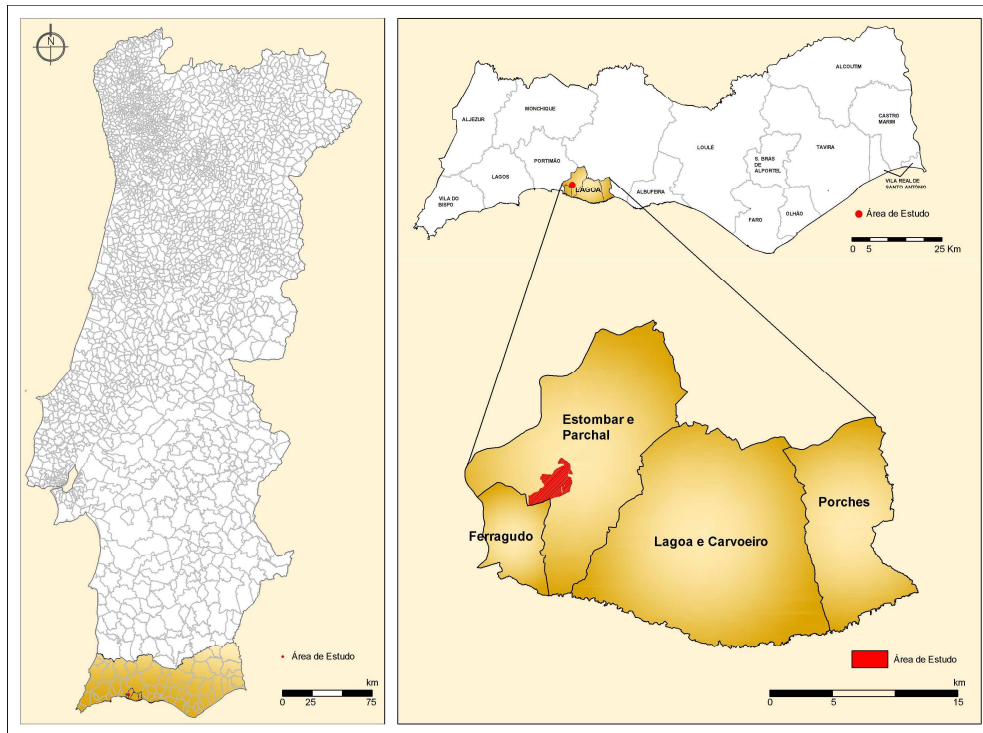 N
Área de Estudo
km
0 25 75
ALCOUTIM
MONCHIQUE
ALJEZUR
CASTRO
MARIM
LOULÉ
TAVIRA
PORTIMÃO
S. BRAS
DE
ALPORTEL
LAGOS
VILA REAL DE
SANTO ANTÓNIO
LAGOA
ALBUFEIRA
VILA DO
BISPO
FARO
OLHÃO
Área de Estudo
0 5 25 Km
Estombar e
Parchal
Porches
Ferragudo
Lagoa e Carvoeiro
Área de Estudo
km
0 5 15